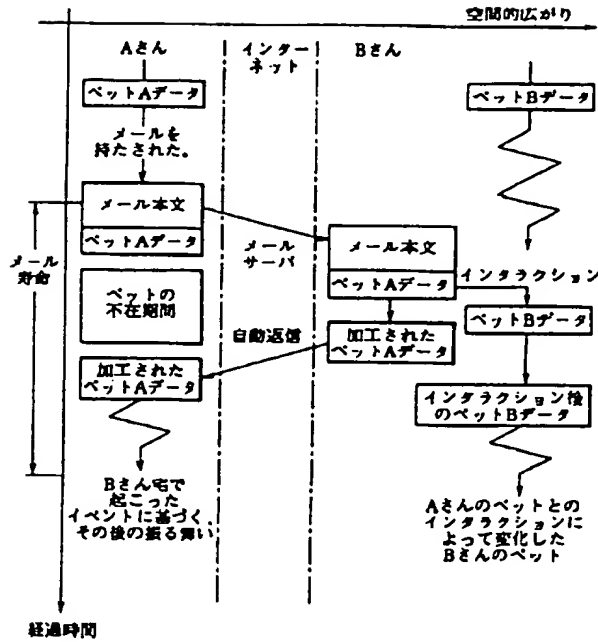 空間的広がり
Aさん
インター
ネット
Bさん
ペットAデータ
ペットBデータ
メールを
持たされた。
メール本文
ペットAデータ
メール
寿命
メール
サーバ
メール本文
ペットAデータ
インタラクション
ペットの
不在期間
ペットBデータ
自動返信
加工された
ペットAデータ
加工された
ペットAデータ
インタラクション後
のペットBデータ
Bさん宅で
起こった
イベントに基づく、
その後の振る舞い
Aさんのペットとの
インタラクションに
よって変化した
Bさんのペット
経過時間